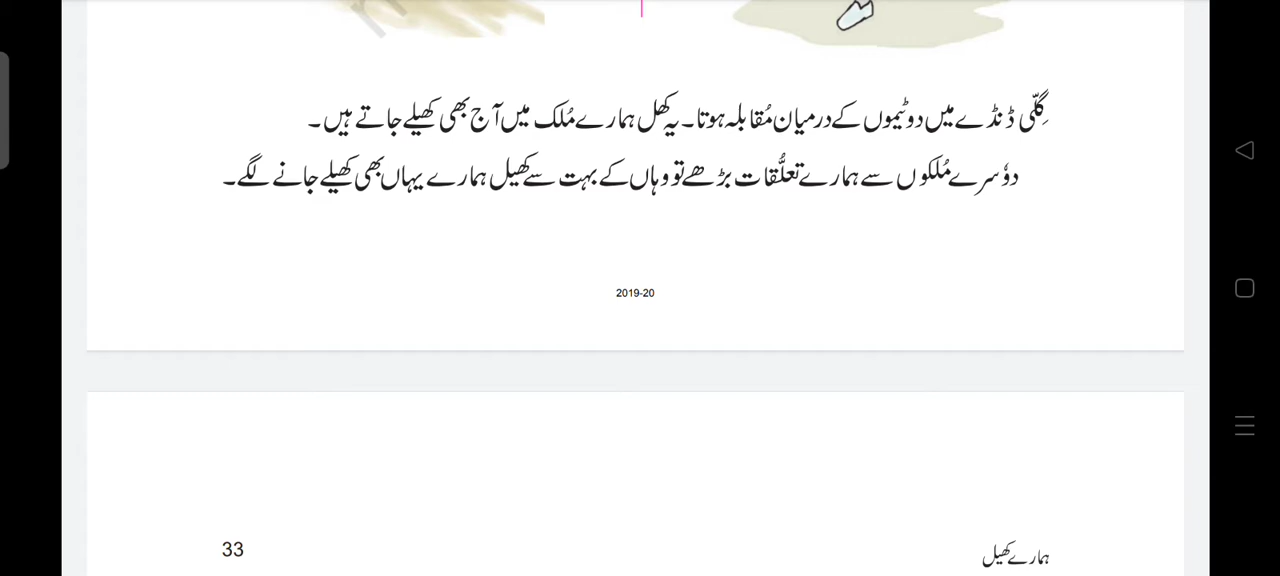 گِلّی ڈنڈے میں دو ٹیموں کے درمیان مُقابلہ ہوتا۔ یہ کھل ہمارے مُلک میں آج بھی کھیلے جاتے ہیں۔
دوٗسرے مُلکوں سے ہمارے تعلُّقات بڑھے تو وہاں کے بہت سے کھیل ہمارے یہاں بھی کھیلے جانے لگے۔
2019-20
ہمارے کھیل 33